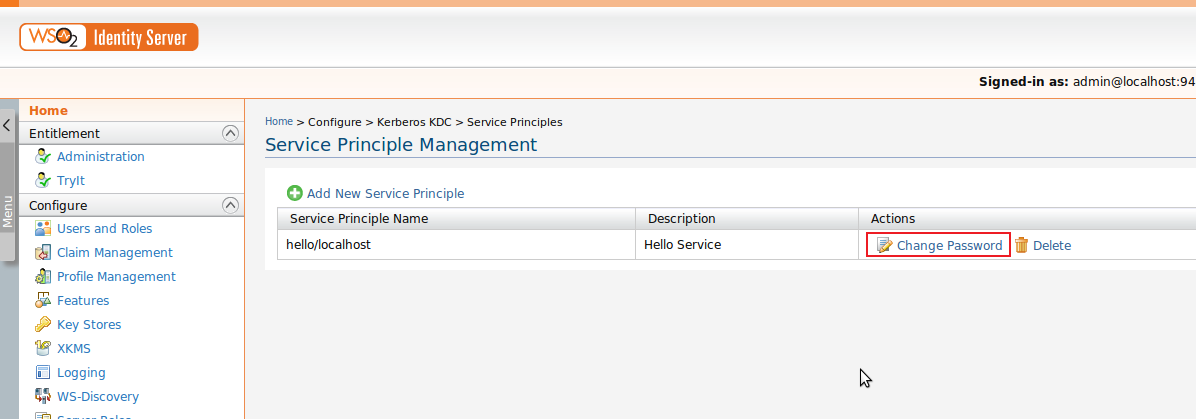 WSO2 Identity Server
Signed-in as: admin@localhost:94
Home
Entitlement
Administration
TryIt
Configure
Users and Roles
Claim Management
Profile Management
Features
Key Stores
XKMS
Logging
WS-Discovery
Server Roles
Menu
Home > Configure > Kerberos KDC > Service Principles
Service Principle Management
Add New Service Principle
Service Principle Name Description Actions
hello/localhost Hello Service Change Password Delete